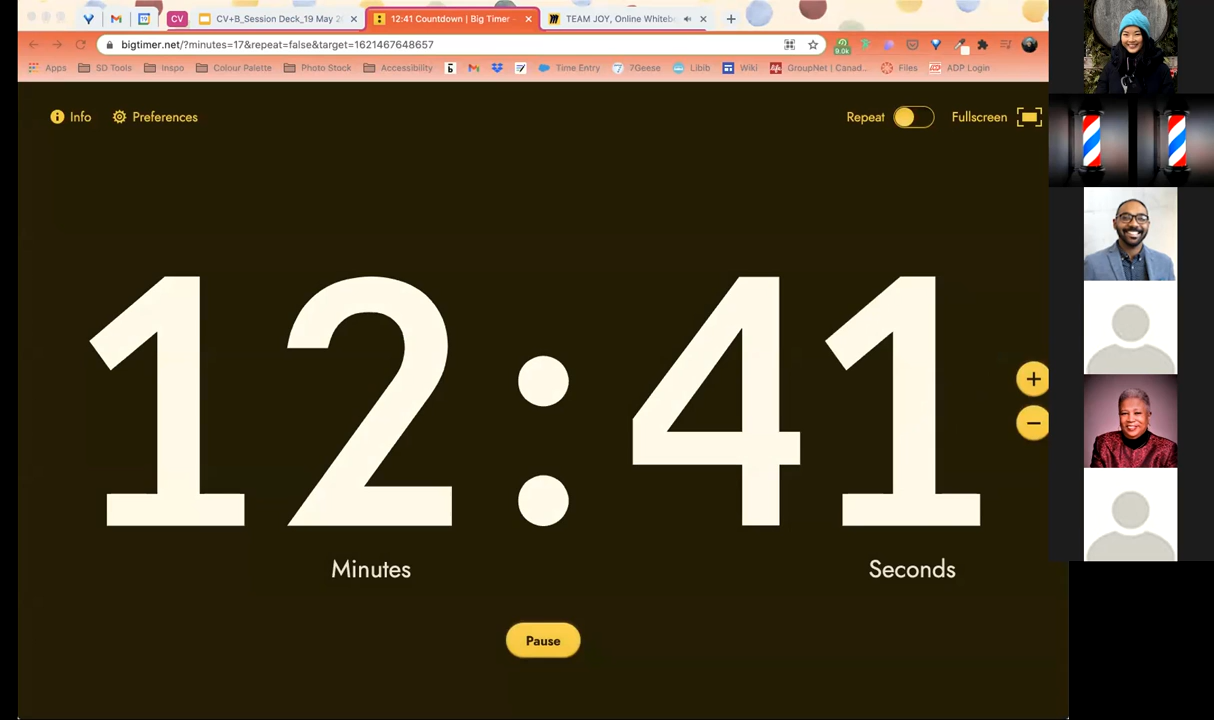 CV
CV+B_Session Deck_19 May 2
12:41 Countdown | Big Timer -
TEAM JOY, Online Whiteb
bigtimer.net/?minutes=17&repeat=false&target=1621467648657
9.0k
Apps SD Tools Inspo Colour Palette Photo Stock Accessibility Time Entry 7Geese Libib Wiki GroupNet | Canad... Files ADP Login
Info Preferences Repeat Fullscreen
12:41
Minutes Seconds
Pause